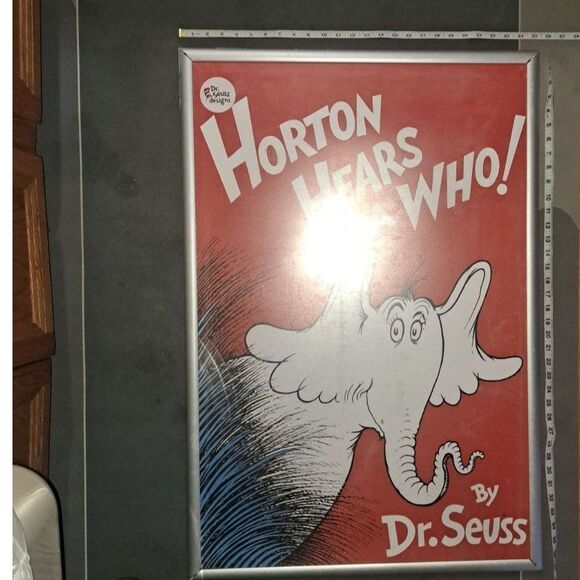 Dr.
Seuss
designs
HORTON
HEARS
A
WHO!
By
Dr. Seuss